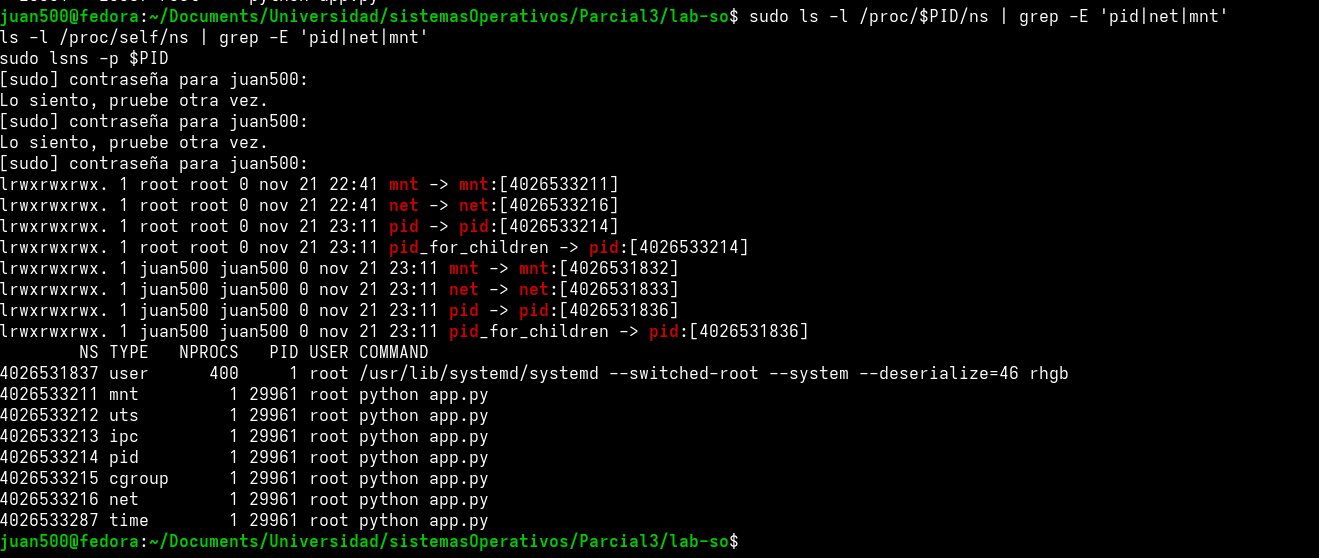 juan500@fedora:~/Documents/Universidad/sistemasOperativos/Parcial3/lab-so$ sudo ls -l /proc/$PID/ns | grep -E 'pid|net|mnt'
ls -l /proc/self/ns | grep -E 'pid|net|mnt'
sudo lsns -p $PID
[sudo] contraseña para juan500:
Lo siento, pruebe otra vez.
[sudo] contraseña para juan500:
Lo siento, pruebe otra vez.
[sudo] contraseña para juan500:
lrwxrwxrwx. 1 root root 0 nov 21 22:41 mnt -> mnt:[4026533211]
lrwxrwxrwx. 1 root root 0 nov 21 22:41 net -> net:[4026533216]
lrwxrwxrwx. 1 root root 0 nov 21 23:11 pid -> pid:[4026533214]
lrwxrwxrwx. 1 root root 0 nov 21 23:11 pid_for_children -> pid:[4026533214]
lrwxrwxrwx. 1 juan500 juan500 0 nov 21 23:11 mnt -> mnt:[4026531832]
lrwxrwxrwx. 1 juan500 juan500 0 nov 21 23:11 net -> net:[4026531833]
lrwxrwxrwx. 1 juan500 juan500 0 nov 21 23:11 pid -> pid:[4026531836]
lrwxrwxrwx. 1 juan500 juan500 0 nov 21 23:11 pid_for_children -> pid:[4026531836]
        NS TYPE   NPROCS   PID USER COMMAND
4026531837 user      400     1 root /usr/lib/systemd/systemd --switched-root --system --deserialize=46 rhgb
4026533211 mnt         1 29961 root python app.py
4026533212 uts         1 29961 root python app.py
4026533213 ipc         1 29961 root python app.py
4026533214 pid         1 29961 root python app.py
4026533215 cgroup      1 29961 root python app.py
4026533216 net         1 29961 root python app.py
4026533287 time        1 29961 root python app.py
juan500@fedora:~/Documents/Universidad/sistemasOperativos/Parcial3/lab-so$